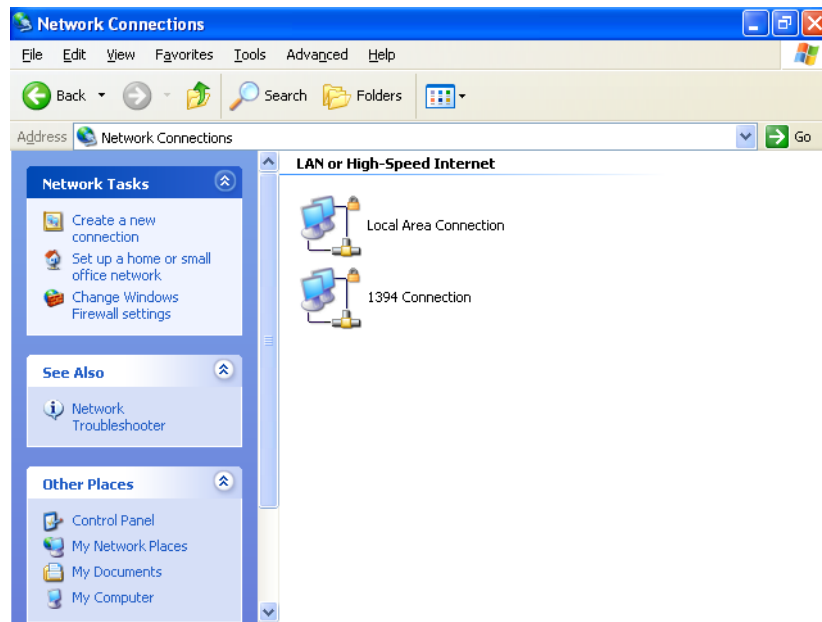 Network Connections
File Edit View Favorites Tools Advanced Help
Back Search Folders
Address Network Connections Go
Network Tasks
Create a new
connection
Set up a home or small
office network
Change Windows
Firewall settings
See Also
Network
Troubleshooter
Other Places
Control Panel
My Network Places
My Documents
My Computer
LAN or High-Speed Internet
Local Area Connection
1394 Connection